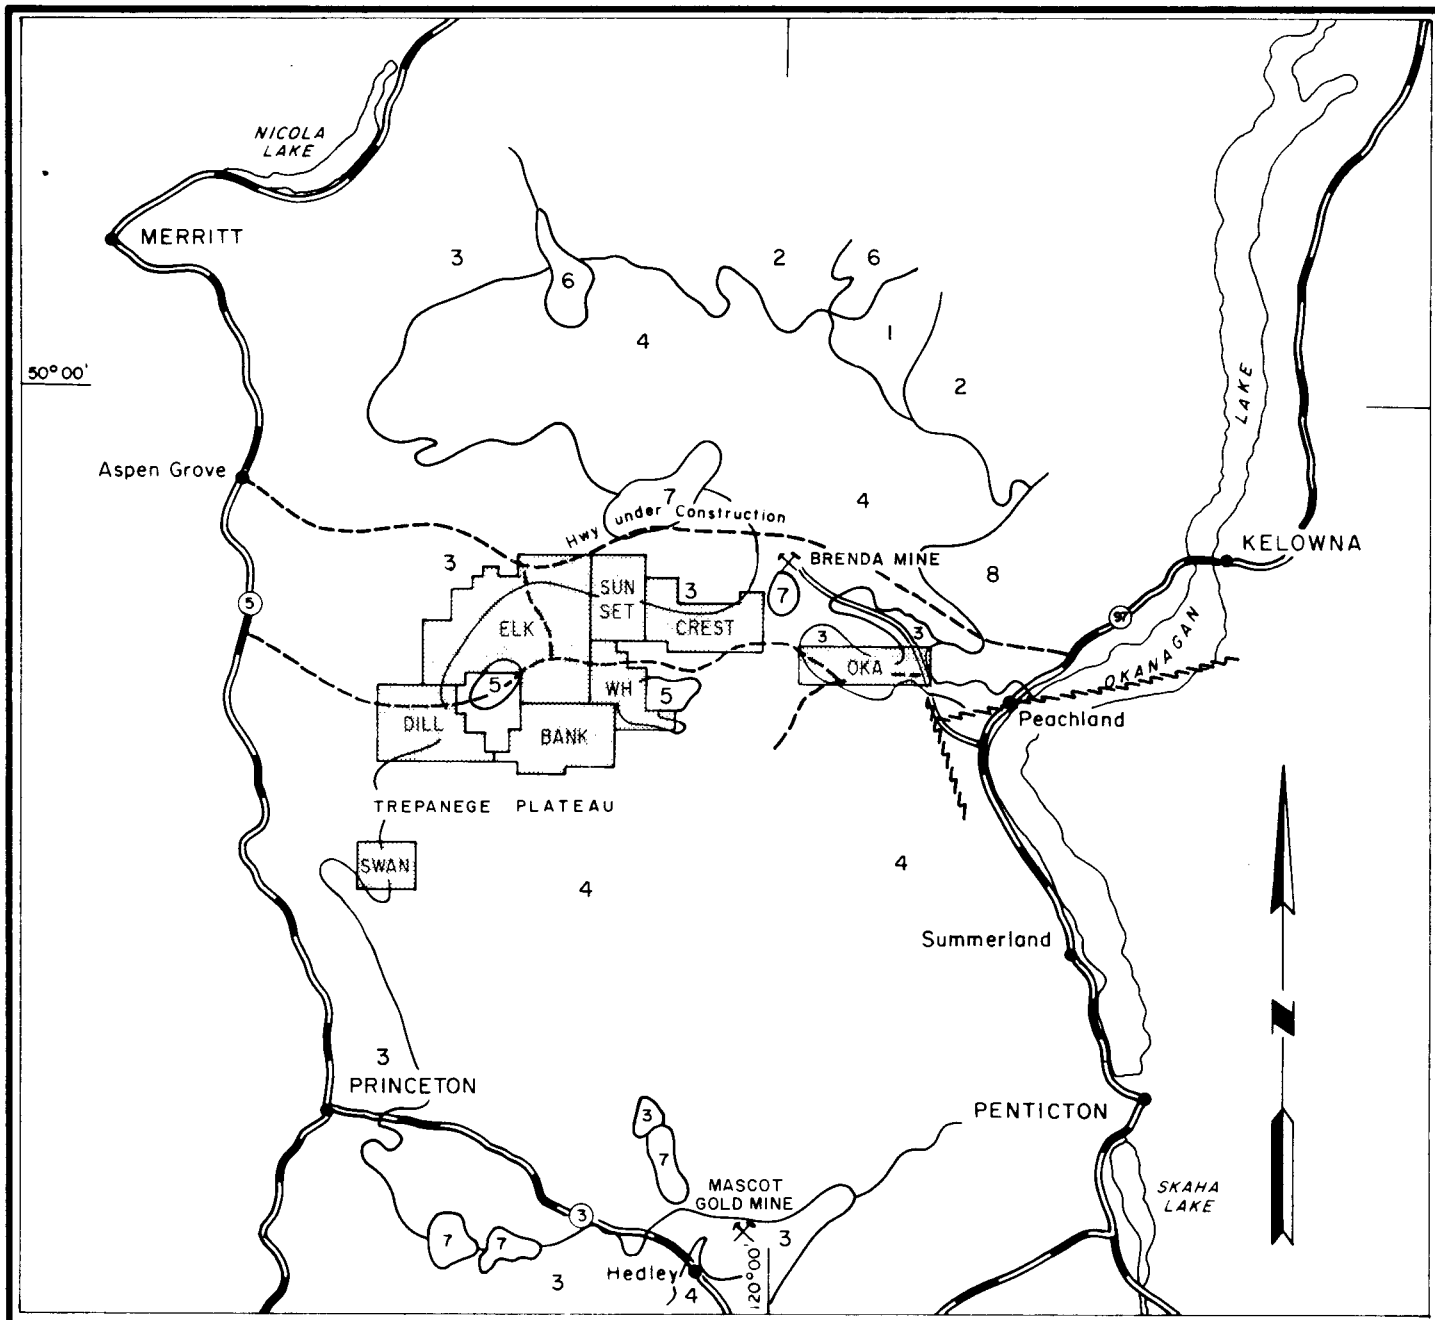 NICOLA
LAKE
MERRITT
3
2
6
6
4
1
50°00'
2
LAKE
Aspen Grove
7
4
Hwy under Construction
KELOWNA
BRENDA MINE
3
8
SUN
SET
3
7
5
97
ELK
CREST
3
3
OKANAGAN
OKA
5
WH
5
DILL
BANK
Peachland
TREPANEGE PLATEAU
SWAN
4
4
Summerland
N
3
PRINCETON
PENTICTON
3
7
MASCOT
GOLD MINE
SKAHA
LAKE
3
7
7
3
Hedley
3
4
120°00'